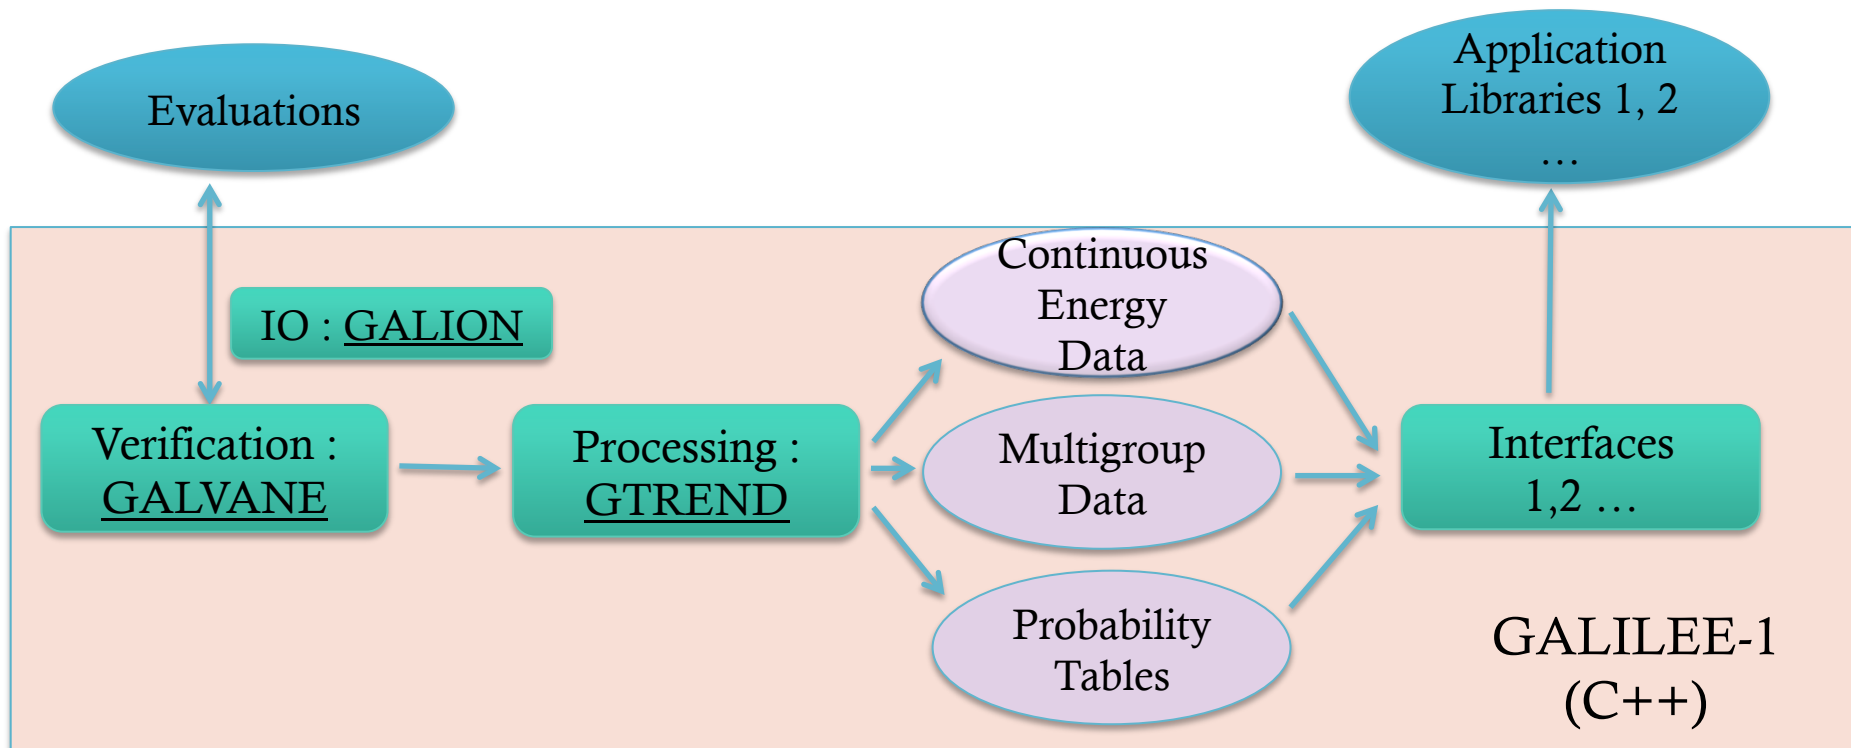 Evaluations
Application
Libraries 1, 2
…
IO : GALION
Verification :
GALVANE
Processing :
GTREND
Continuous
Energy
Data
Multigroup
Data
Probability
Tables
Interfaces
1,2 …
GALILEE-1
(C++)